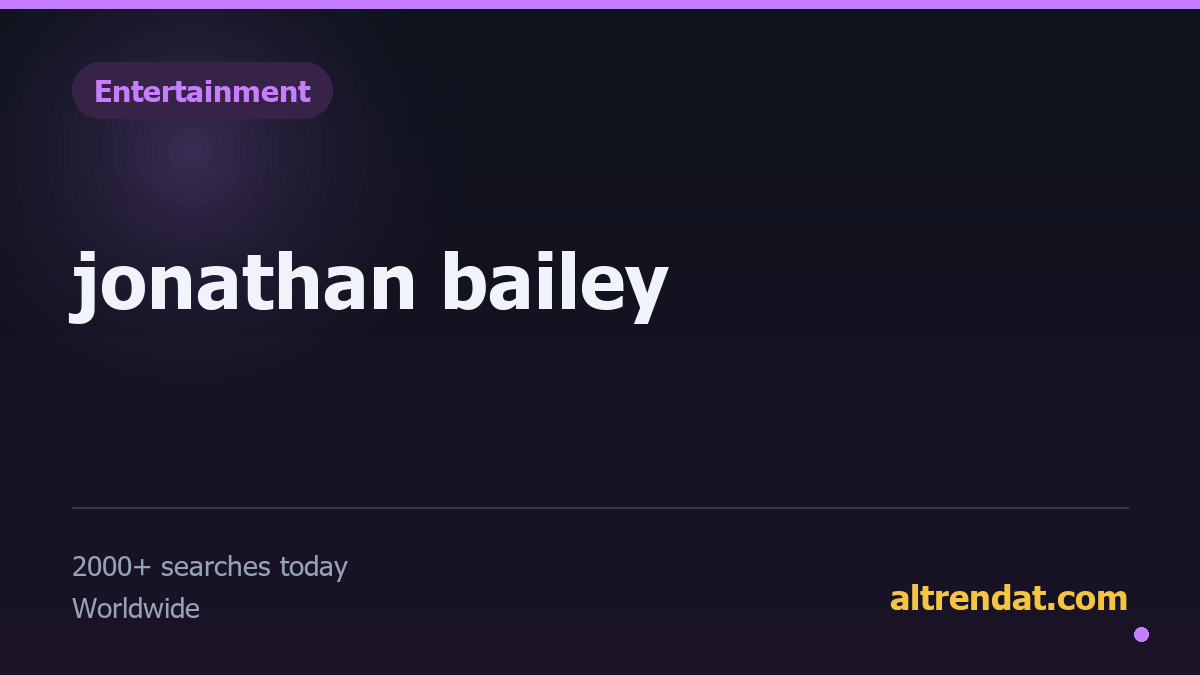 Entertainment
jonathan bailey
2000+ searches today
Worldwide
altrendat.com